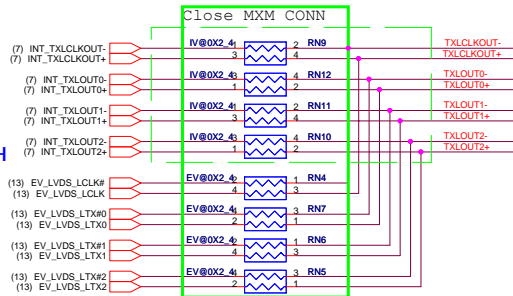 Close MXM CONN
(7) INT_TXLCLKOUT- IV@0X2_4 1 2 RN9 TXLCLKOUT-
(7) INT_TXLCLKOUT+ 3 4 TXLCLKOUT+
(7) INT_TXLOUT0- IV@0X2_4 3 4 RN12 TXLOUT0-
(7) INT_TXLOUT0+ 1 2 TXLOUT0+
(7) INT_TXLOUT1- IV@0X2_4 3 4 RN11 TXLOUT1-
(7) INT_TXLOUT1+ 1 2 TXLOUT1+
(7) INT_TXLOUT2- IV@0X2_4 3 4 RN10 TXLOUT2-
H (7) INT_TXLOUT2+ 1 2 TXLOUT2+
(13) EV_LVDS_LCLK# EV@0X2_4 2 1 RN4
(13) EV_LVDS_LCLK 4 3
(13) EV_LVDS_LTX#0 EV@0X2_4 4 3 RN7
(13) EV_LVDS_LTX0 2 1
(13) EV_LVDS_LTX#1 EV@0X2_4 2 1 RN6
(13) EV_LVDS_LTX1 4 3
(13) EV_LVDS_LTX#2 EV@0X2_4 4 3 RN5
(13) EV_LVDS_LTX2 2 1